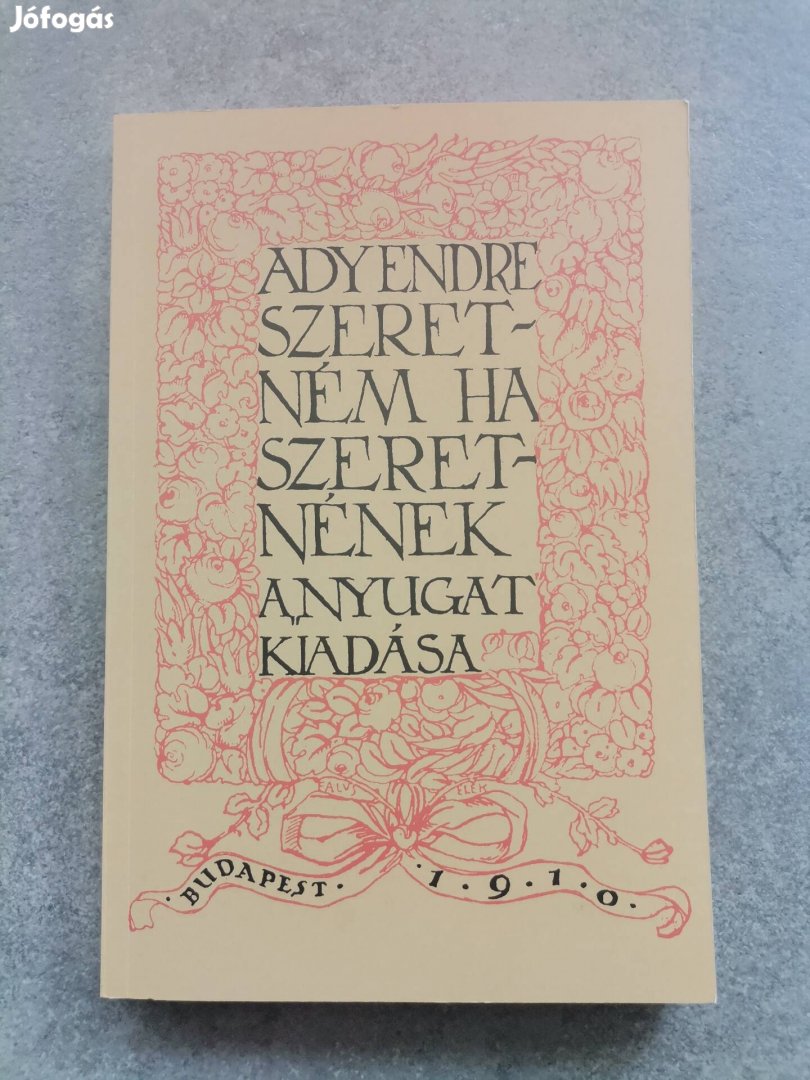 Jófogás
ADY ENDRE
SZERET-
NÉM HA
SZERET-
NÉNEK
A „NYUGAT
KIADÁSA
FALUS ELEK
·BUDAPEST· ·1·9·1·0·